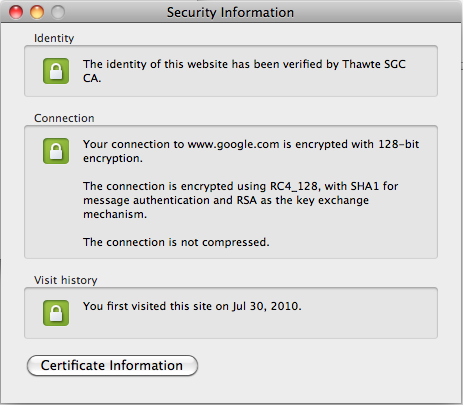 Security Information
Identity
The identity of this website has been verified by Thawte SGC
CA.
Connection
Your connection to www.google.com is encrypted with 128-bit
encryption.
The connection is encrypted using RC4_128, with SHA1 for
message authentication and RSA as the key exchange
mechanism.
The connection is not compressed.
Visit history
You first visited this site on Jul 30, 2010.
Certificate Information